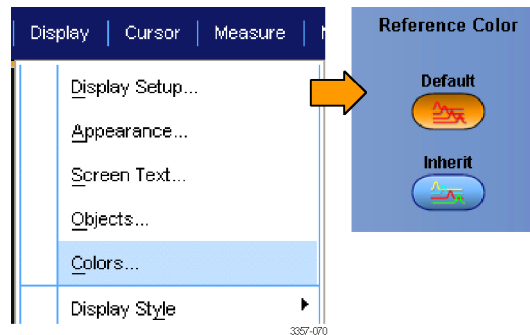 Display Cursor Measure
Display Setup...
Appearance...
Screen Text...
Objects...
Colors...
Display Style
3357-070
Reference Color
Default
Inherit